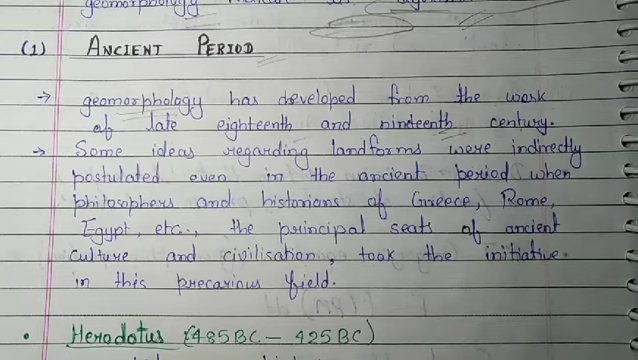 geomorphology
(1) ANCIENT PERIOD
→ geomorphology has developed from the work
of late eighteenth and nineteenth century.
→ Some ideas regarding landforms were indirectly
postulated even in the ancient period when
philosophers and historians of Greece, Rome,
Egypt, etc., the principal seats of ancient
culture and civilisation, took the initiative
in this precarious field.
• Herodotus (485 BC – 425 BC)